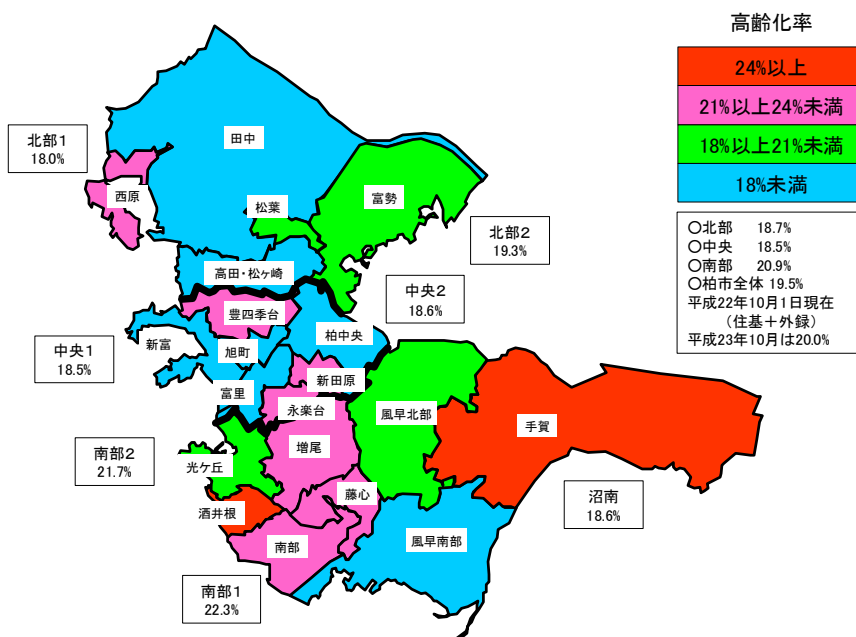 高齢化率
24%以上
21%以上24%未満
18%以上21%未満
18%未満
○北部 18.7%
○中央 18.5%
○南部 20.9%
○柏市全体 19.5%
平成22年10月1日現在
(住基+外録)
平成23年10月は20.0%
北部1
18.0%
田中
西原
松葉
富勢
北部2
19.3%
高田・松ヶ崎
中央2
18.6%
豊四季台
柏中央
新富
旭町
中央1
18.5%
新田原
富里
永楽台
風早北部
手賀
増尾
南部2
21.7%
光ケ丘
藤心
酒井根
沼南
18.6%
南部
風早南部
南部1
22.3%